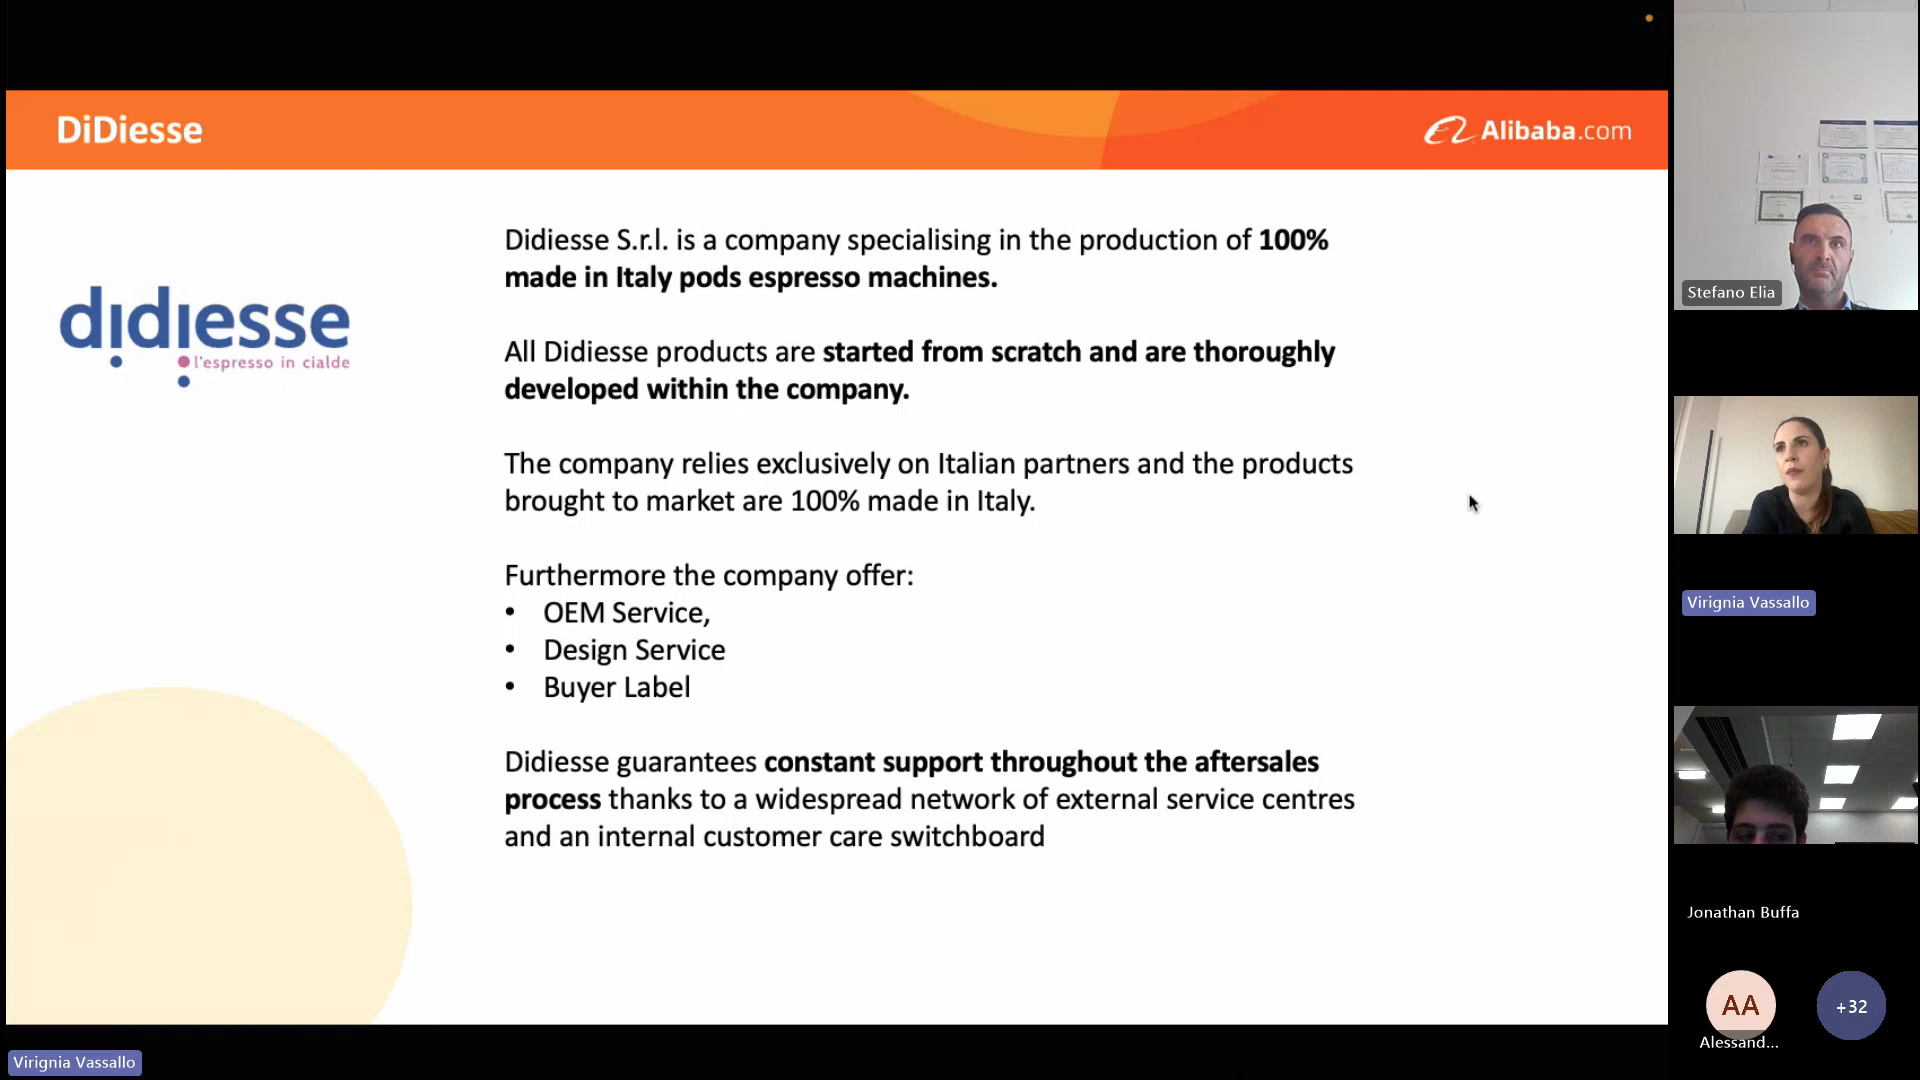 DiDiesse
Alibaba.com
didiesse
l'espresso in cialde
Didiesse S.r.l. is a company specialising in the production of 100%
made in Italy pods espresso machines.
All Didiesse products are started from scratch and are thoroughly
developed within the company.
The company relies exclusively on Italian partners and the products
brought to market are 100% made in Italy.
Furthermore the company offer:
• OEM Service,
• Design Service
• Buyer Label
Didiesse guarantees constant support throughout the aftersales
process thanks to a widespread network of external service centres
and an internal customer care switchboard
Virignia Vassallo
Stefano Elia
Virignia Vassallo
Jonathan Buffa
AA
+32
Alessand...